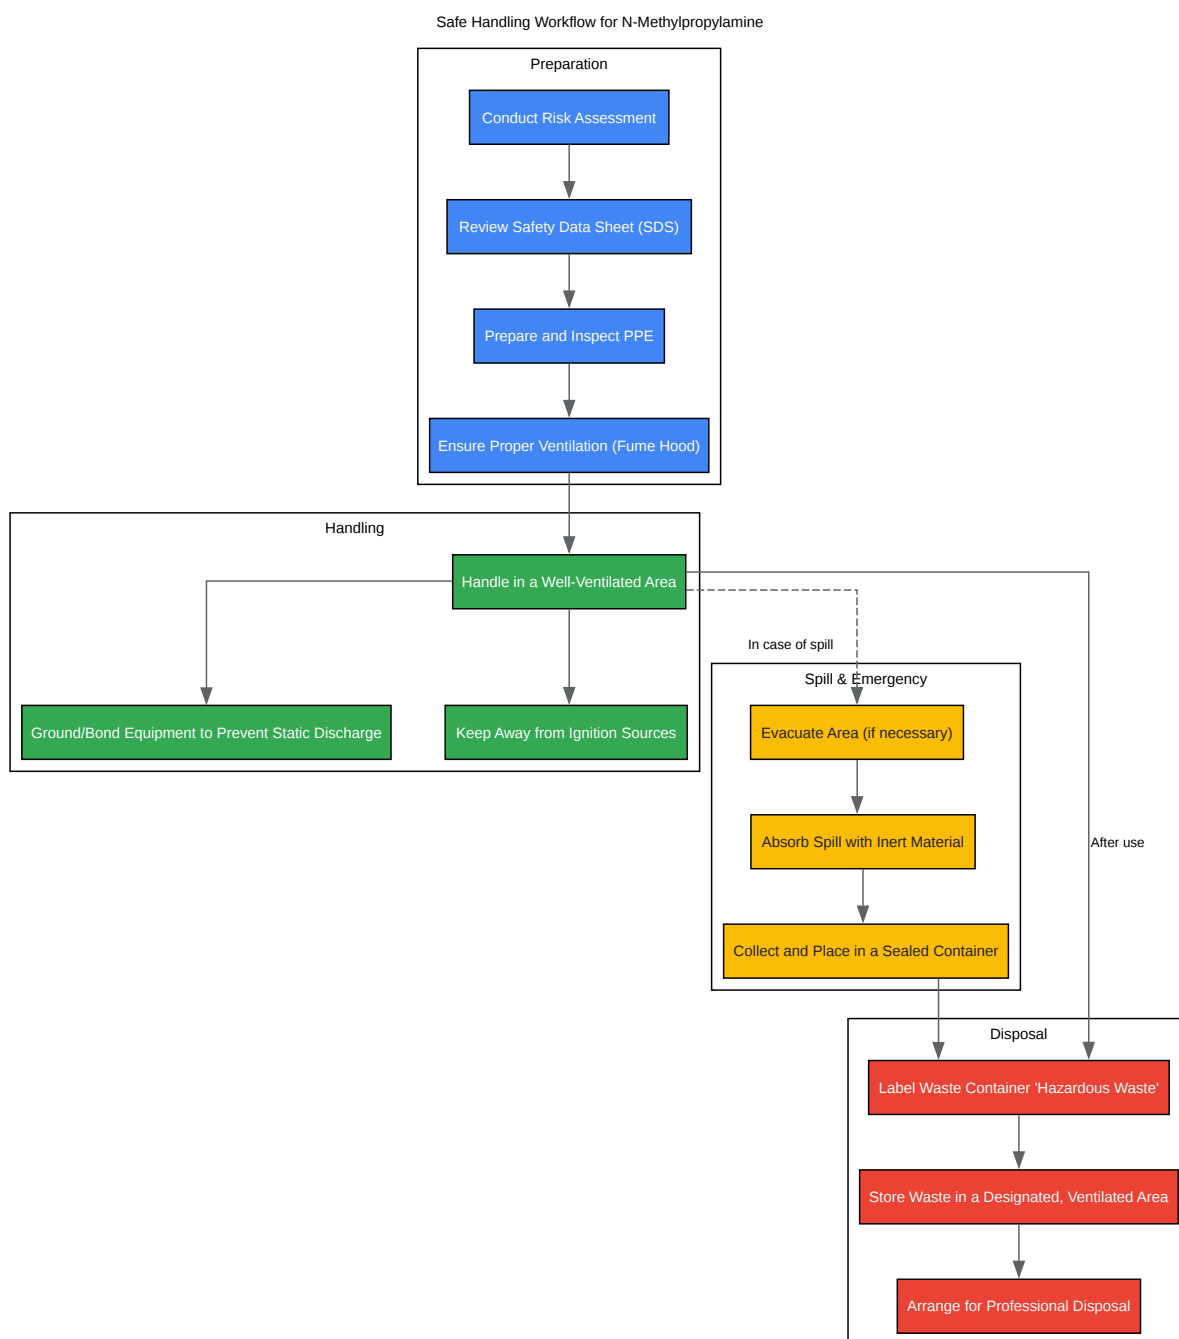 Safe Handling Workflow for N-Methylpropylamine
Preparation
Conduct Risk Assessment
Review Safety Data Sheet (SDS)
Prepare and Inspect PPE
Ensure Proper Ventilation (Fume Hood)
Handling
Handle in a Well-Ventilated Area
Ground/Bond Equipment to Prevent Static Discharge
Keep Away from Ignition Sources
In case of spill
Spill & Emergency
Evacuate Area (if necessary)
Absorb Spill with Inert Material
Collect and Place in a Sealed Container
After use
Disposal
Label Waste Container 'Hazardous Waste'
Store Waste in a Designated, Ventilated Area
Arrange for Professional Disposal